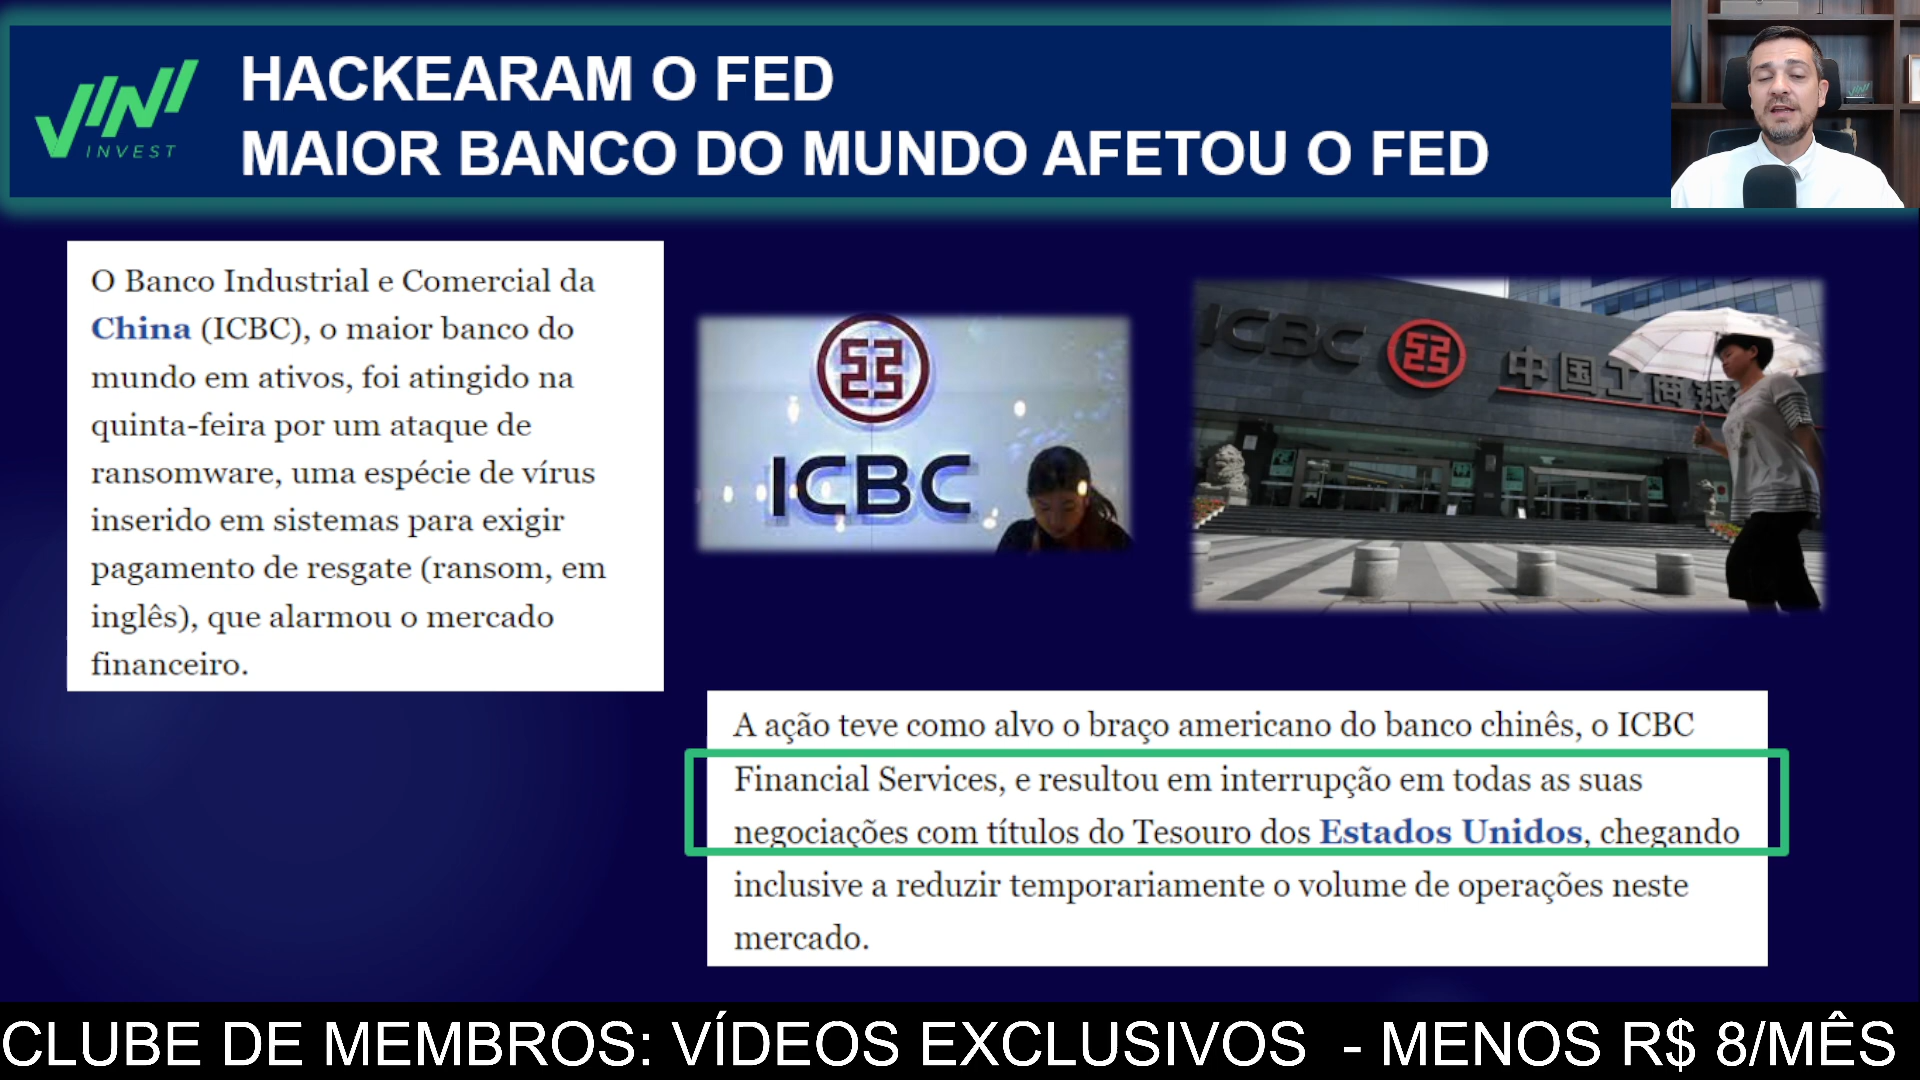 VINI
INVEST
HACKEARAM O FED
MAIOR BANCO DO MUNDO AFETOU O FED
O Banco Industrial e Comercial da
China (ICBC), o maior banco do
mundo em ativos, foi atingido na
quinta-feira por um ataque de
ransomware, uma espécie de vírus
inserido em sistemas para exigir
pagamento de resgate (ransom, em
inglês), que alarmou o mercado
financeiro.
ICBC
ICBC 中国工商银
A ação teve como alvo o braço americano do banco chinês, o ICBC
Financial Services, e resultou em interrupção em todas as suas
negociações com títulos do Tesouro dos Estados Unidos, chegando
inclusive a reduzir temporariamente o volume de operações neste
mercado.
CLUBE DE MEMBROS: VÍDEOS EXCLUSIVOS - MENOS R$ 8/MÊS